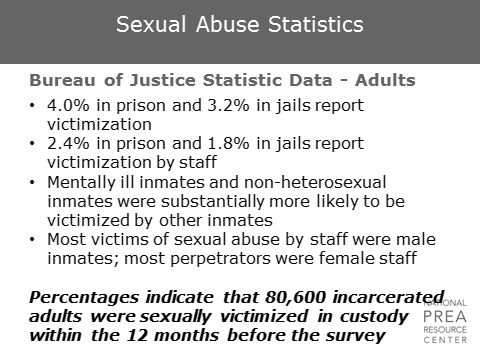 Sexual Abuse Statistics
Bureau of Justice Statistic Data - Adults
• 4.0% in prison and 3.2% in jails report
victimization
• 2.4% in prison and 1.8% in jails report
victimization by staff
• Mentally ill inmates and non-heterosexual
inmates were substantially more likely to be
victimized by other inmates
• Most victims of sexual abuse by staff were male
inmates; most perpetrators were female staff
Percentages indicate that 80,600 incarcerated
adults were sexually victimized in custody
within the 12 months before the survey
NATIONAL
PREA
RESOURCE
CENTER